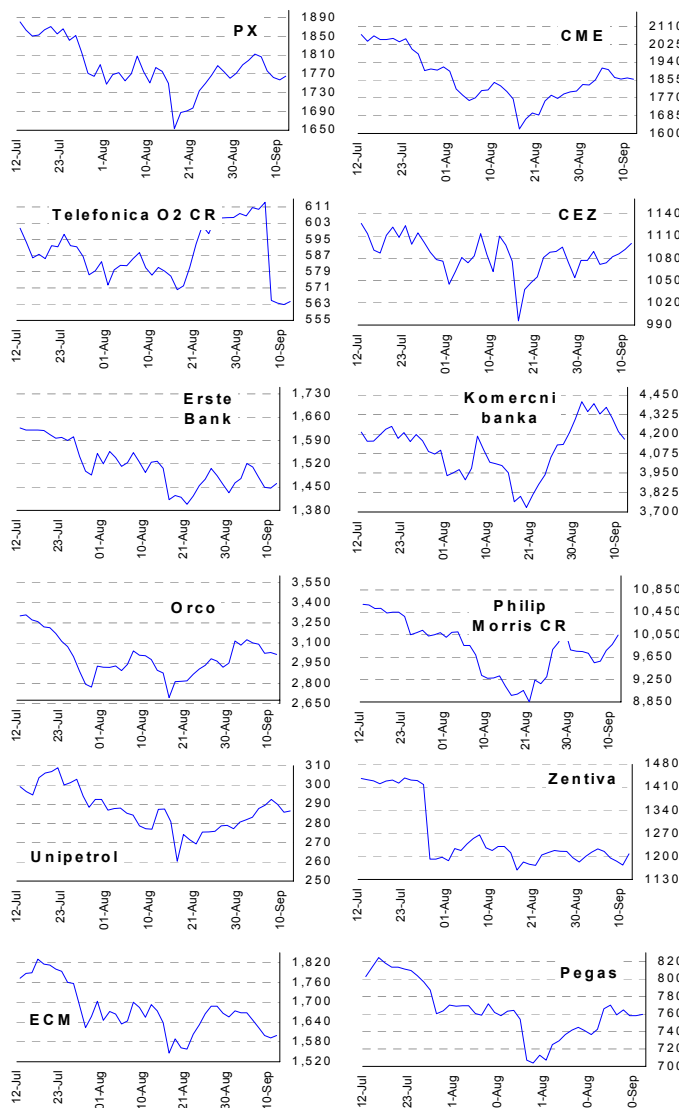 PX
1890
1850
1810
1770
1730
1690
1650
12-Jul
23-Jul
1-Aug
10-Aug
21-Aug
30-Aug
10-Sep
CME
2110
2025
1940
1855
1770
1685
1600
12-Jul
23-Jul
01-Aug
10-Aug
21-Aug
30-Aug
10-Sep
Telefonica O2 CR
611
603
595
587
579
571
563
555
12-Jul
23-Jul
01-Aug
10-Aug
21-Aug
30-Aug
10-Sep
CEZ
1140
1110
1080
1050
1020
990
12-Jul
23-Jul
01-Aug
10-Aug
21-Aug
30-Aug
10-Sep
Erste
Bank
1,730
1,660
1,590
1,520
1,450
1,380
12-Jul
23-Jul
01-Aug
10-Aug
21-Aug
30-Aug
10-Sep
Komercni
banka
4,450
4,325
4,200
4,075
3,950
3,825
3,700
12-Jul
23-Jul
01-Aug
10-Aug
21-Aug
30-Aug
10-Sep
Orco
3,550
3,400
3,250
3,100
2,950
2,800
2,650
12-Jul
23-Jul
01-Aug
10-Aug
21-Aug
30-Aug
10-Sep
Philip
Morris CR
10,850
10,450
10,050
9,650
9,250
8,850
12-Jul
23-Jul
01-Aug
10-Aug
21-Aug
30-Aug
10-Sep
Unipetrol
310
300
290
280
270
260
250
12-Jul
23-Jul
01-Aug
10-Aug
21-Aug
30-Aug
10-Sep
Zentiva
1480
1410
1340
1270
1200
1130
12-Jul
23-Jul
01-Aug
10-Aug
21-Aug
30-Aug
10-Sep
ECM
1,820
1,760
1,700
1,640
1,580
1,520
12-Jul
23-Jul
01-Aug
10-Aug
21-Aug
30-Aug
10-Sep
Pegas
820
800
780
760
740
720
700
12-Jul
23-Jul
1-Aug
0-Aug
1-Aug
0-Aug
0-Sep